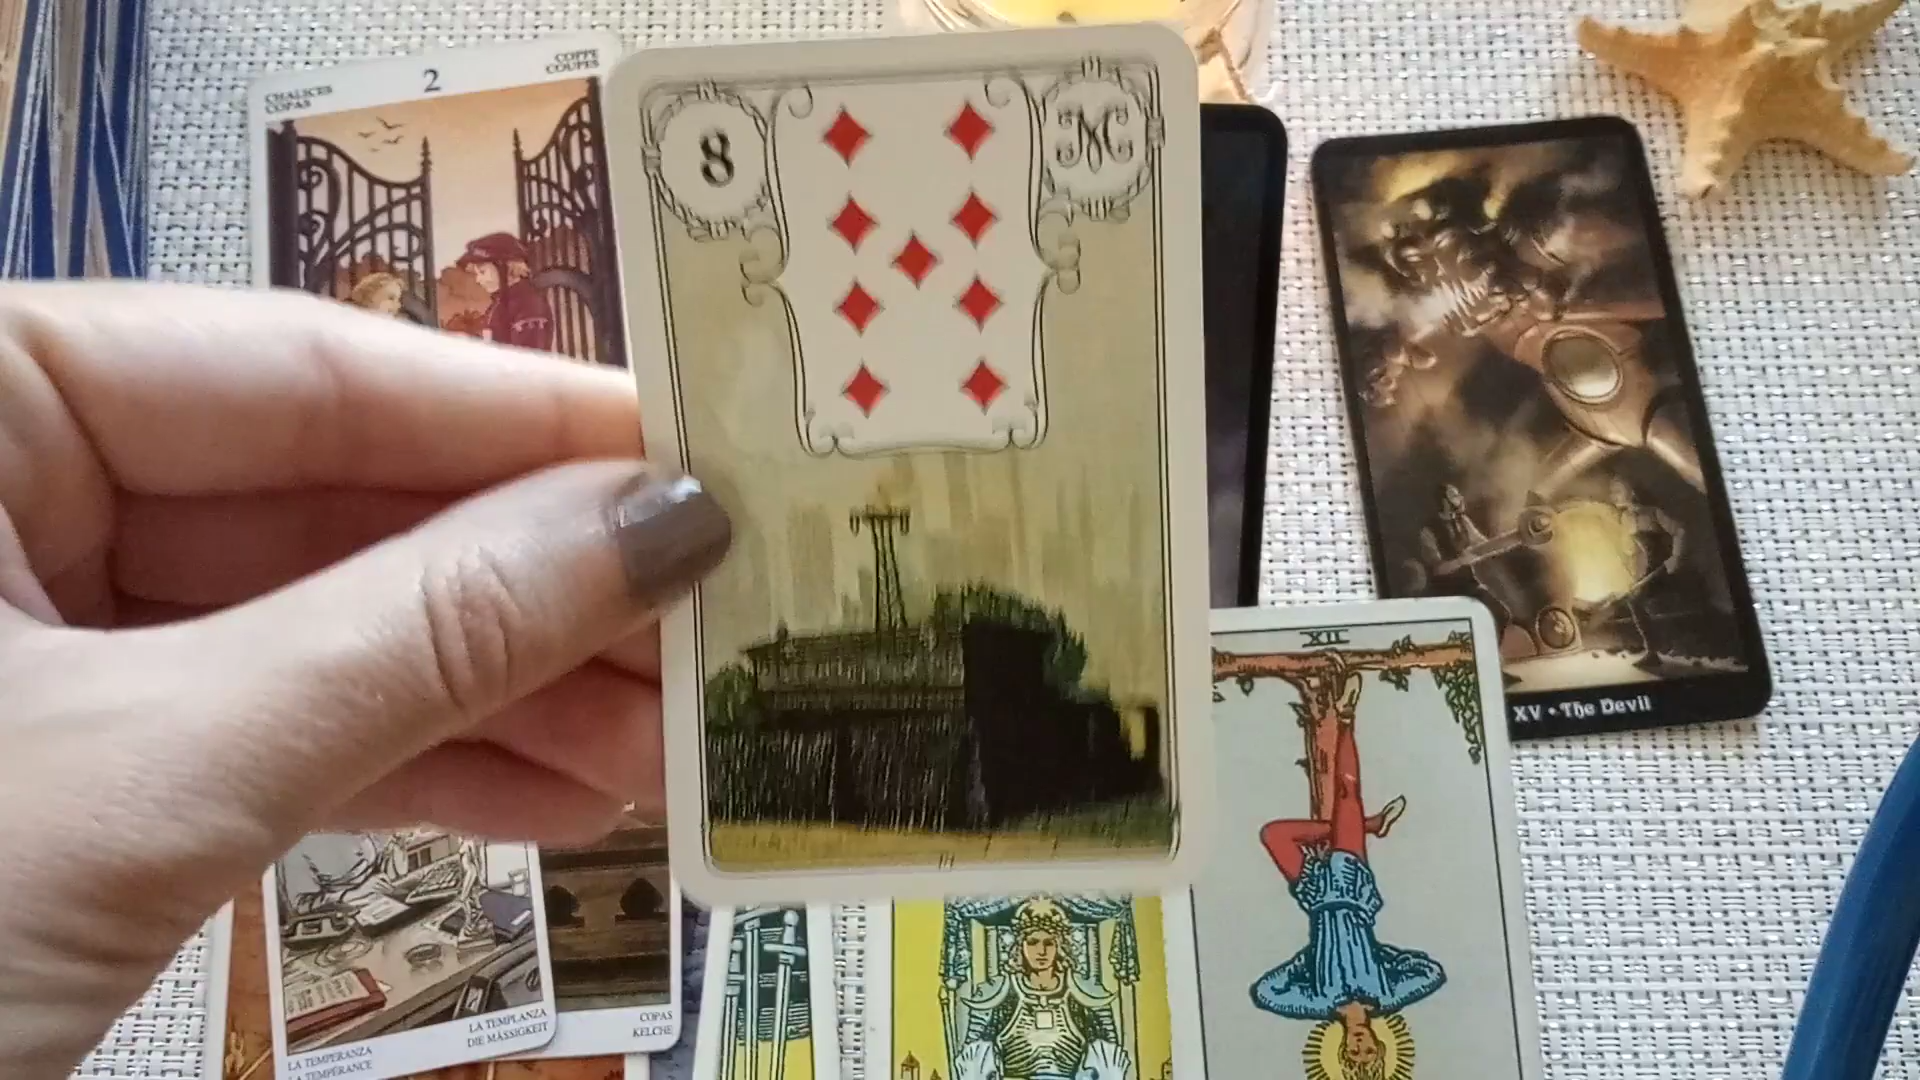 CHALICES
COPAS
2
COPPE
COUPES
8
M
XII
XV • The Devil
LA TEMPLANZA
DIE MÄSSIGKEIT
LA TEMPERANZA
LA TEMPÉRANCE
COPAS
KELCHE